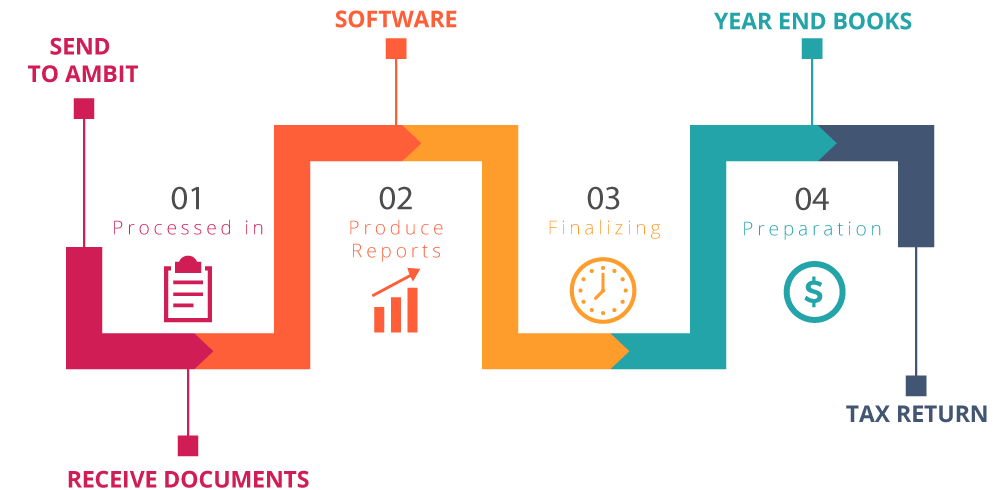 SOFTWARE
YEAR END BOOKS
SEND
TO AMBIT
01
Processed in
02
Produce
Reports
03
Finalizing
04
Preparation
$
TAX RETURN
RECEIVE DOCUMENTS